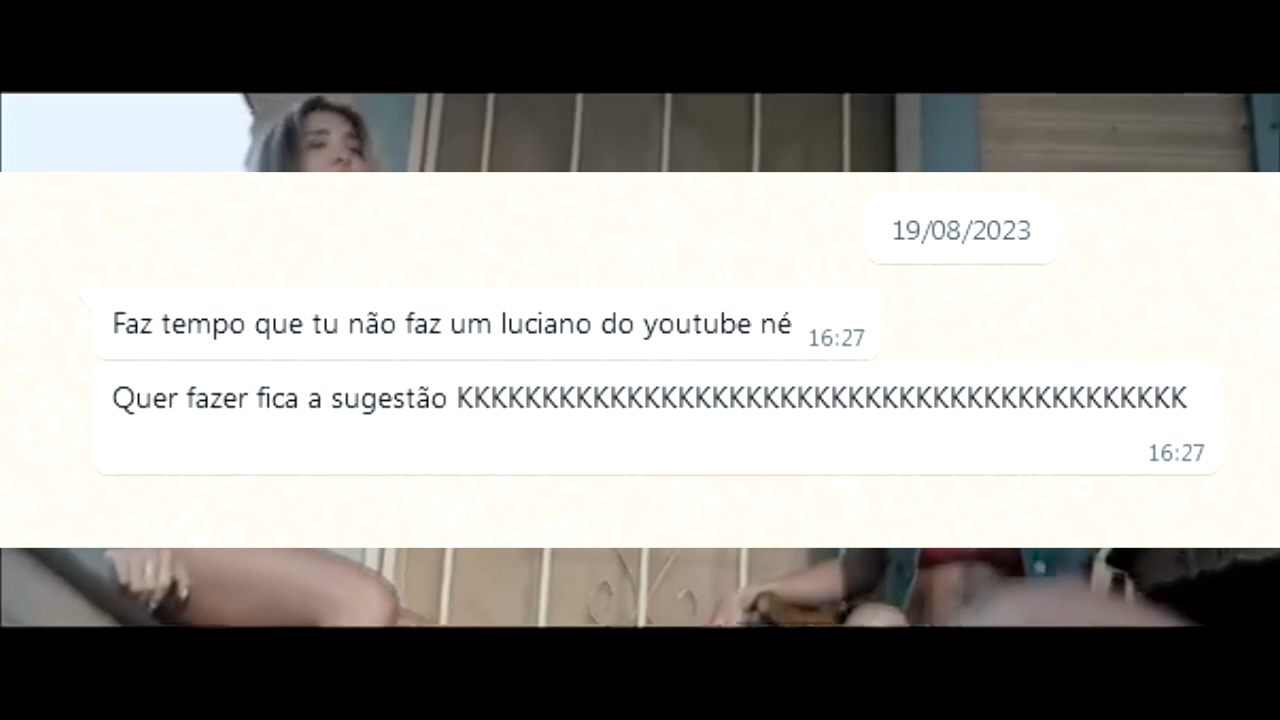 19/08/2023
Faz tempo que tu não faz um luciano do youtube né 16:27
Quer fazer fica a sugestão KKKKKKKKKKKKKKKKKKKKKKKKKKKKKKKKKKKKKKKKKKK
16:27